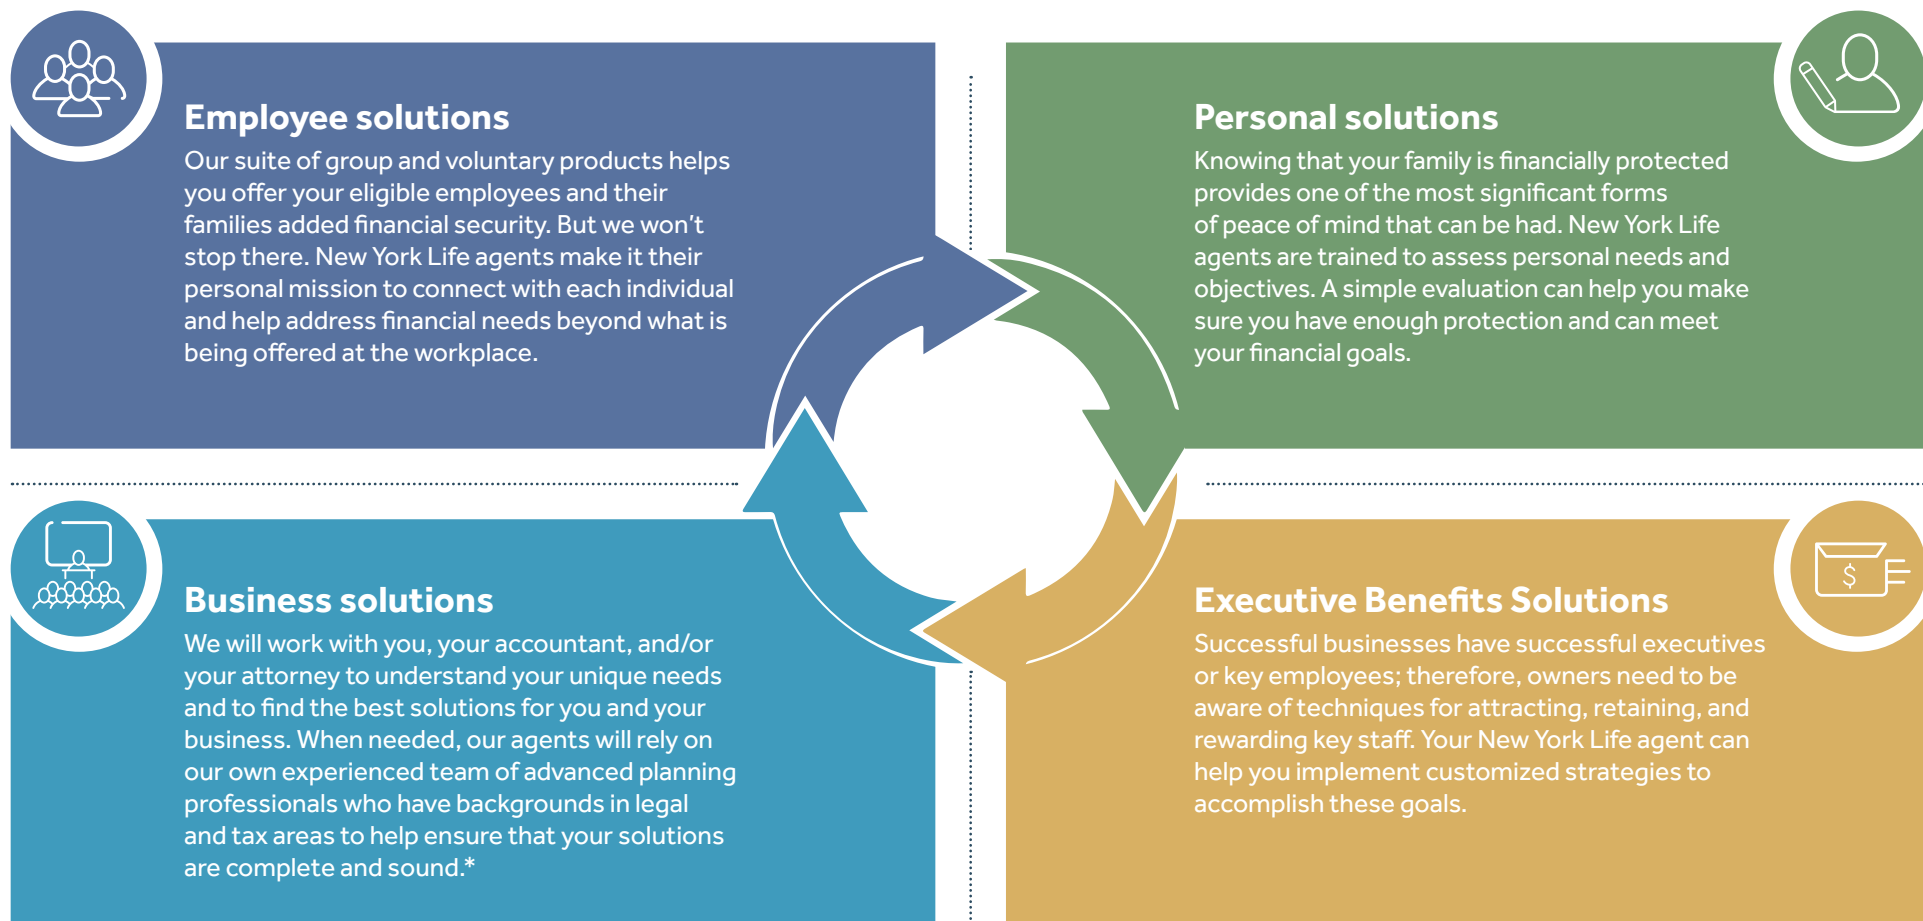 Employee solutions
Our suite of group and voluntary products helps
you offer your eligible employees and their
families added financial security. But we won’t
stop there. New York Life agents make it their
personal mission to connect with each individual
and help address financial needs beyond what is
being offered at the workplace.
Personal solutions
Knowing that your family is financially protected
provides one of the most significant forms
of peace of mind that can be had. New York Life
agents are trained to assess personal needs and
objectives. A simple evaluation can help you make
sure you have enough protection and can meet
your financial goals.
Business solutions
We will work with you, your accountant, and/or
your attorney to understand your unique needs
and to find the best solutions for you and your
business. When needed, our agents will rely on
our own experienced team of advanced planning
professionals who have backgrounds in legal
and tax areas to help ensure that your solutions
are complete and sound.*
Executive Benefits Solutions
Successful businesses have successful executives
or key employees; therefore, owners need to be
aware of techniques for attracting, retaining, and
rewarding key staff. Your New York Life agent can
help you implement customized strategies to
accomplish these goals.
$